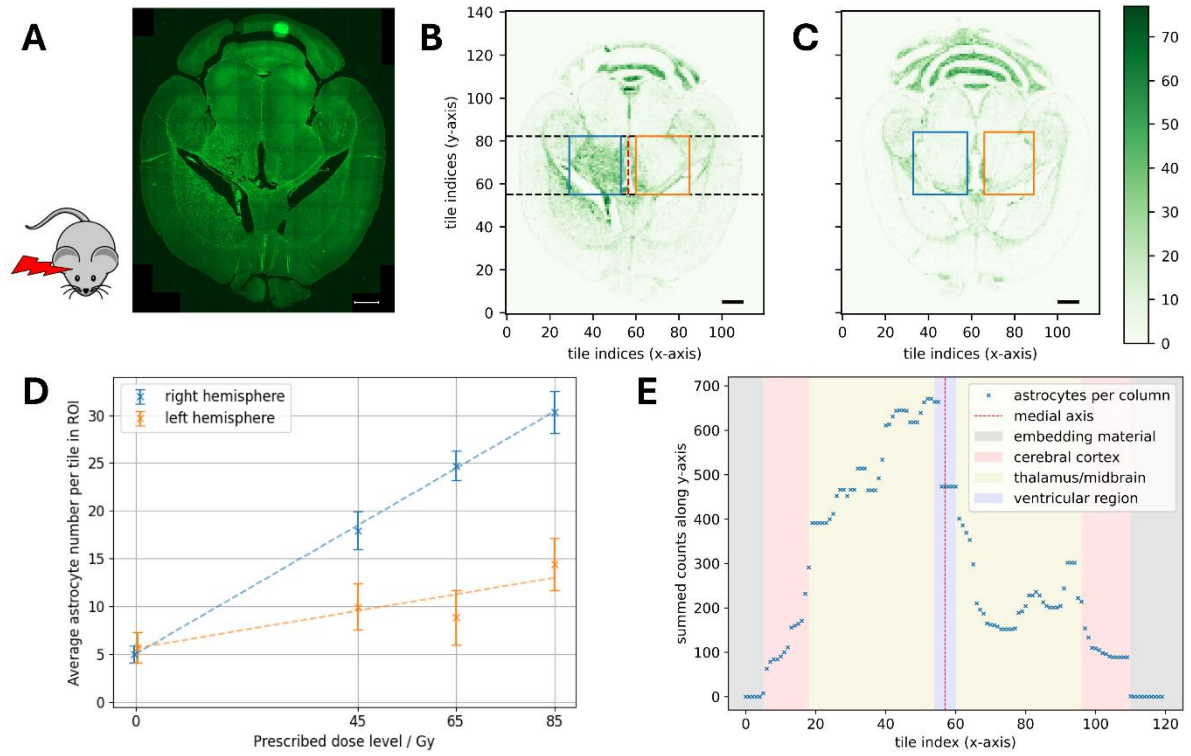 A
B
140
120
100
80
60
40
20
0
tile indices (y-axis)
0 20 40 60 80 100
tile indices (x-axis)
C
0 20 40 60 80 100
tile indices (x-axis)
70
60
50
40
30
20
10
0
D
right hemisphere
left hemisphere
30
25
20
15
10
5
0
Average astrocyte number per tile in ROI
0 45 65 85
Prescribed dose level / Gy
E
700
600
500
400
300
200
100
0
summed counts along y-axis
astrocytes per column
medial axis
embedding material
cerebral cortex
thalamus/midbrain
ventricular region
0 20 40 60 80 100 120
tile index (x-axis)